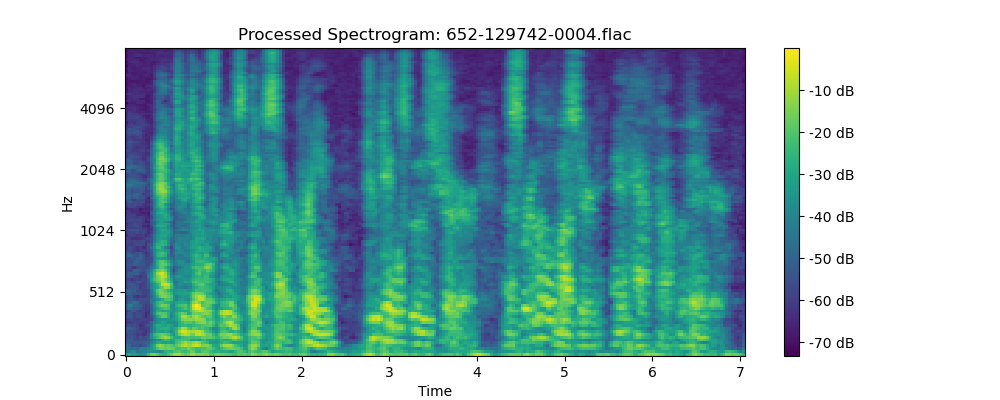 Processed Spectrogram: 652-129742-0004.flac
Hz
4096
2048
1024
512
0
0 1 2 3 4 5 6 7
Time
-10 dB
-20 dB
-30 dB
-40 dB
-50 dB
-60 dB
-70 dB